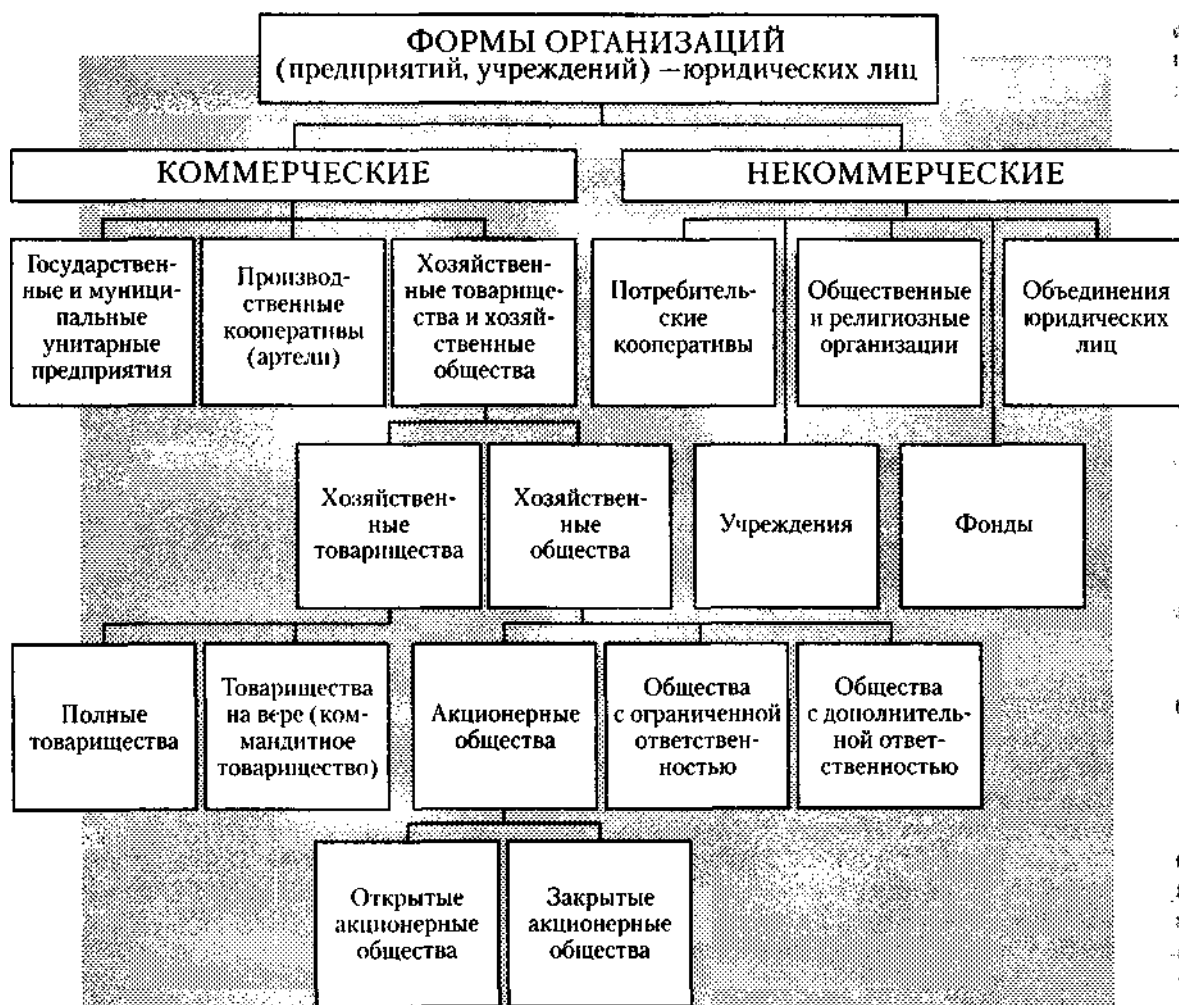 ФОРМЫ ОРГАНИЗАЦИЙ
(предприятий, учреждений) — юридических лиц
КОММЕРЧЕСКИЕ
НЕКОММЕРЧЕСКИЕ
Государствен-
ные и муници-
пальные
унитарные
предприятия
Производ-
ственные
кооперативы
(артели)
Хозяйствен-
ные товарище-
ства и хозяй-
ственные
общества
Потребитель-
ские
кооперативы
Общественные
и религиозные
организации
Объединения
юридических
лиц
Хозяйствен-
ные
товарищества
Хозяйствен-
ные
общества
Учреждения
Фонды
Полные
товарищества
Товарищества
на вере (ком-
мандитное
товарищество)
Акционерные
общества
Общества
с ограниченной
ответствен-
ностью
Общества
с дополнитель-
ной ответ-
ственностью
Открытые
акционерные
общества
Закрытые
акционерные
общества